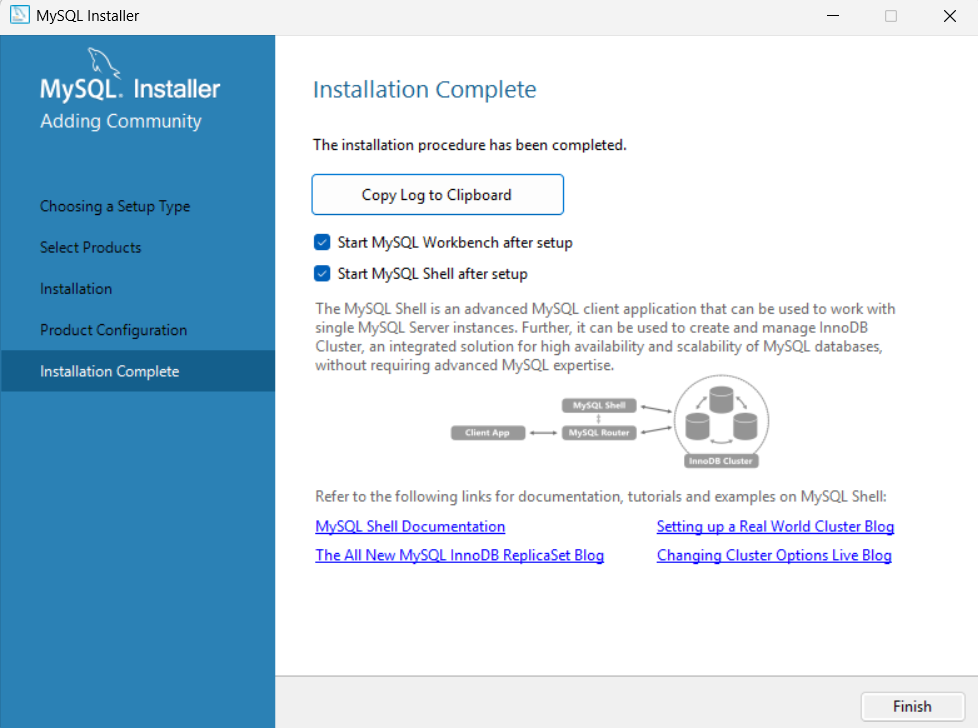 MySQL Installer
MySQL. Installer
Adding Community
Choosing a Setup Type
Select Products
Installation
Product Configuration
Installation Complete
Installation Complete
The installation procedure has been completed.
Copy Log to Clipboard
Start MySQL Workbench after setup
Start MySQL Shell after setup
The MySQL Shell is an advanced MySQL client application that can be used to work with
single MySQL Server instances. Further, it can be used to create and manage InnoDB
Cluster, an integrated solution for high availability and scalability of MySQL databases,
without requiring advanced MySQL expertise.
MySQL Shell
Client App
MySQL Router
InnoDB Cluster
Refer to the following links for documentation, tutorials and examples on MySQL Shell:
MySQL Shell Documentation
Setting up a Real World Cluster Blog
The All New MySQL InnoDB ReplicaSet Blog
Changing Cluster Options Live Blog
Finish